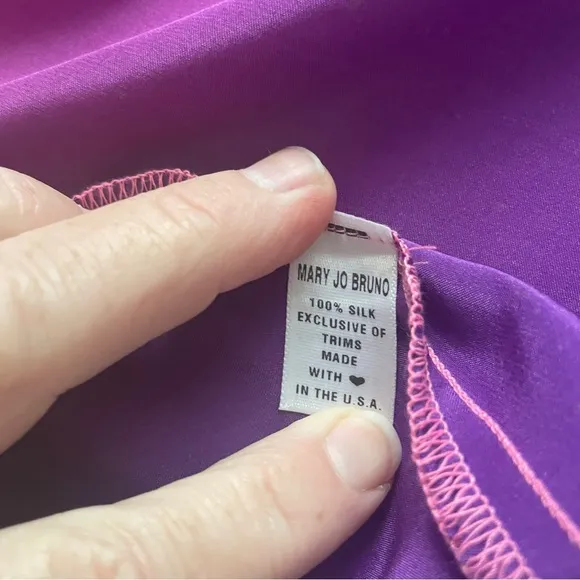 MARY JO BRUNO
100% SILK
EXCLUSIVE OF
TRIMS
MADE
WITH ❤
IN THE U.S.A.